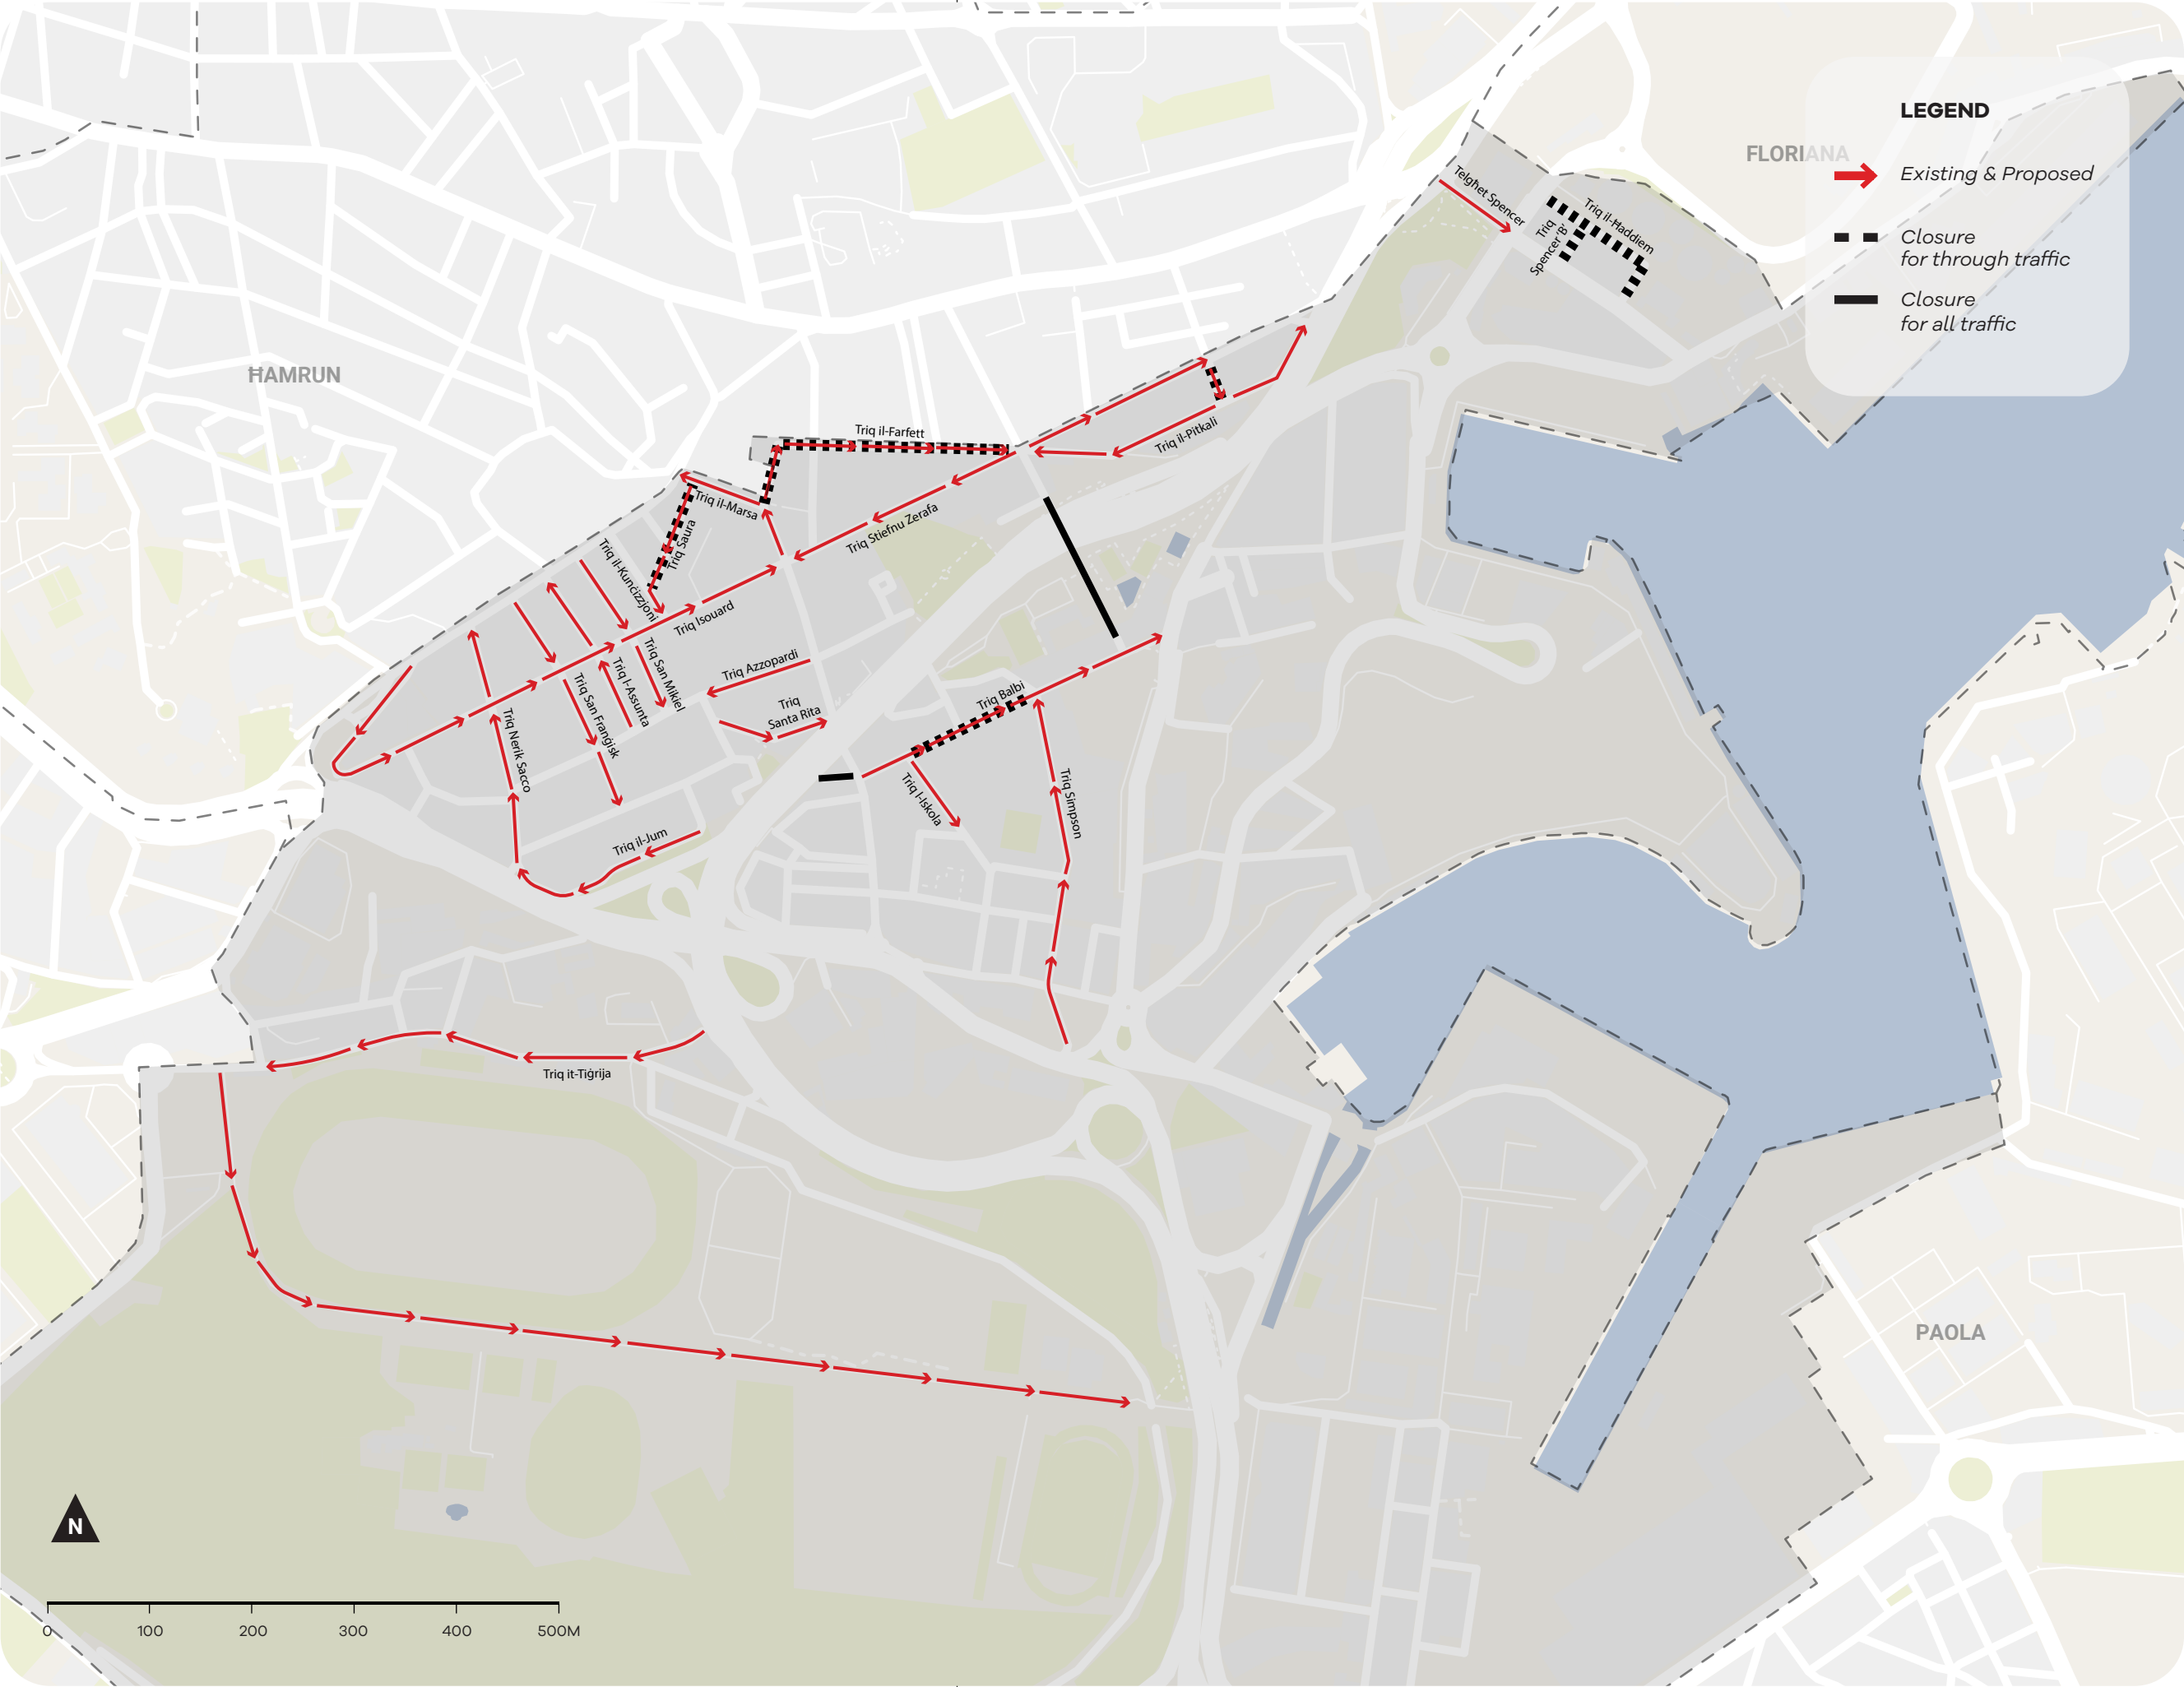 LEGEND
FLORIANA
Existing & Proposed
Closure
for through traffic
Closure
for all traffic
Telgħet Spencer
Triq il-Ħaddiem
Triq
Spencer 'B'
ĦAMRUN
Triq il-Farfett
Triq il-Pitkali
Triq il-Marsa
Triq Saura
Triq Stiefnu Zerafa
Triq il-Kunċizzjoni
Triq Isouard
Triq San Mikiel
Triq l-Assunta
Triq Azzopardi
Triq San Franġisk
Triq
Santa Rita
Triq Balbi
Triq Nerik Sacco
Triq l-Iskola
Triq Simpson
Triq il-Jum
Triq it-Tiġrija
PAOLA
N
0 100 200 300 400 500M